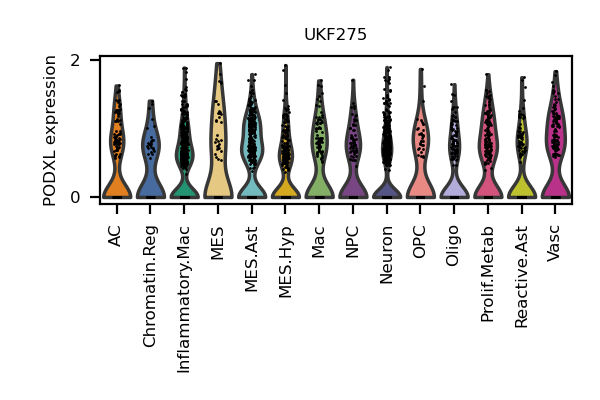 UKF275
PODXL expression
2
0
AC
Chromatin.Reg
Inflammatory.Mac
MES
MES.Ast
MES.Hyp
Mac
NPC
Neuron
OPC
Oligo
Prolif.Metab
Reactive.Ast
Vasc